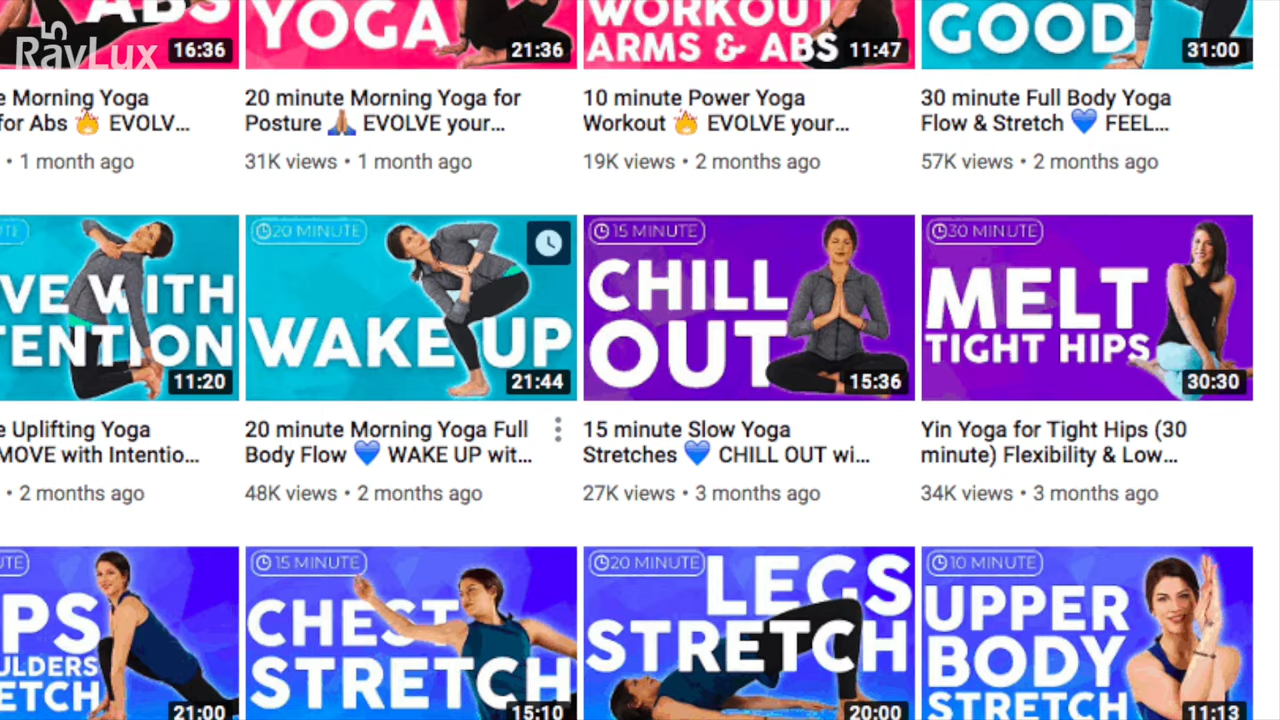 RavLux
ABS
16:36
YOGA
21:36
WORKOUT
ARMS & ABS
11:47
GOOD
31:00
e Morning Yoga
for Abs 🔥 EVOLV...
• 1 month ago
20 minute Morning Yoga for
Posture 🙏🏽 EVOLVE your...
31K views • 1 month ago
10 minute Power Yoga
Workout 🔥 EVOLVE your...
19K views • 2 months ago
30 minute Full Body Yoga
Flow & Stretch 💙 FEEL...
57K views • 2 months ago
UTE
VE WITH
TENTION
11:20
20 MINUTE
WAKE UP
21:44
15 MINUTE
CHILL
OUT
15:36
30 MINUTE
MELT
TIGHT HIPS
30:30
e Uplifting Yoga
MOVE with Intentio...
• 2 months ago
20 minute Morning Yoga Full
Body Flow 💙 WAKE UP wit...
48K views • 2 months ago
15 minute Slow Yoga
Stretches 💙 CHILL OUT wi...
27K views • 3 months ago
Yin Yoga for Tight Hips (30
minute) Flexibility & Low...
34K views • 3 months ago
UTE
PS
ULDERS
ETCH
21:00
15 MINUTE
CHEST
STRETCH
15:10
20 MINUTE
LEGS
STRETCH
20:00
10 MINUTE
UPPER
BODY
STRETCH
11:13